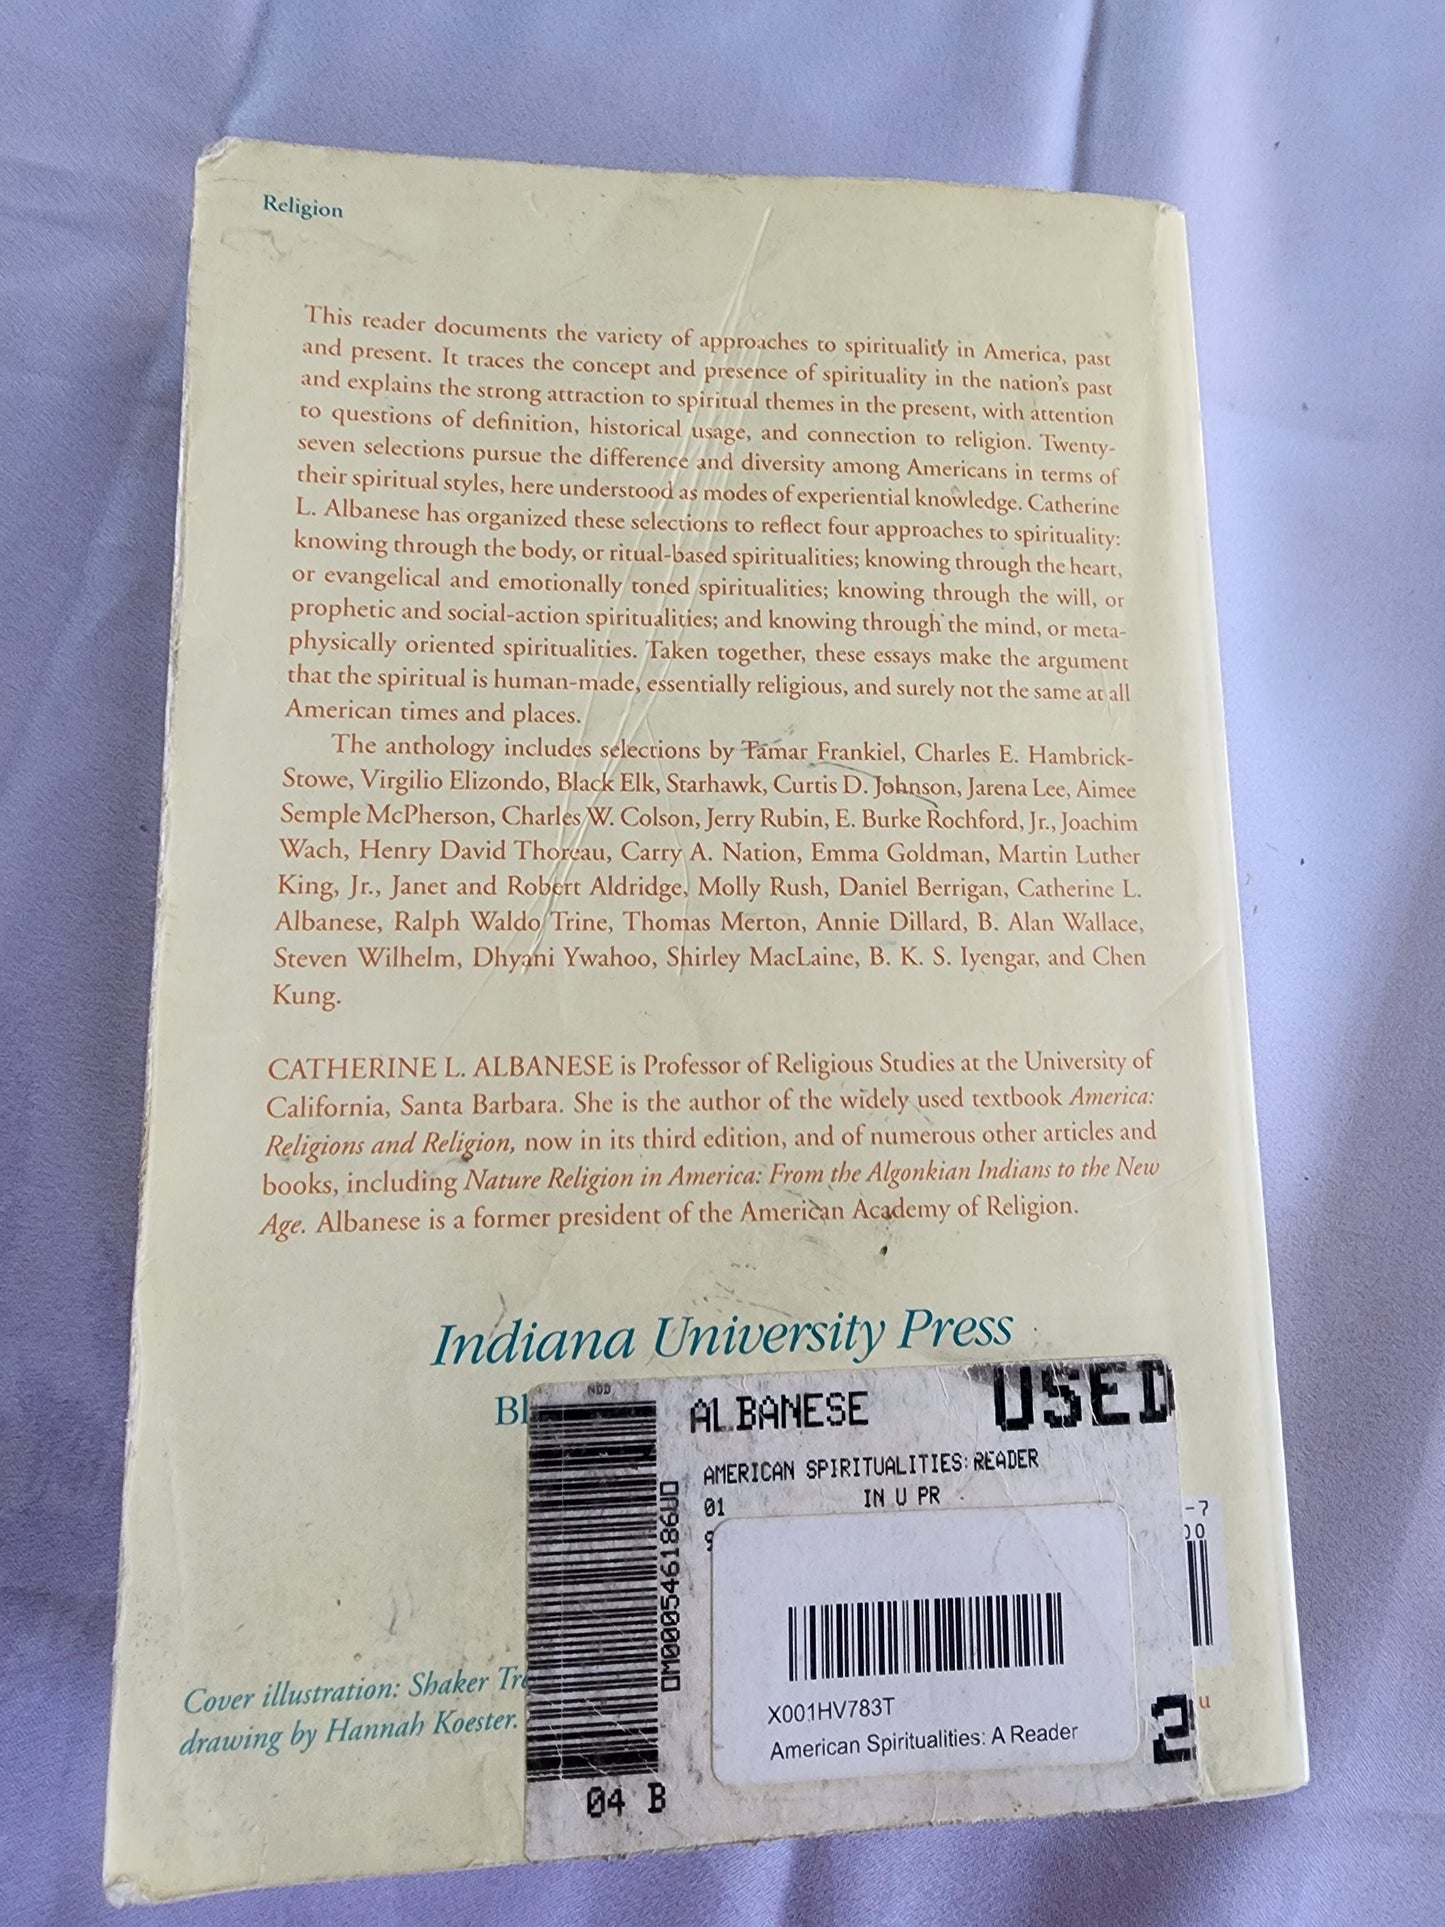 Religion
This reader documents the variety of approaches to spirituality in America, past
and present. It traces the concept and presence of spirituality in the nation's past
and explains the strong attraction to spiritual themes in the present, with attention
to questions of definition, historical usage, and connection to religion. Twenty-
seven selections pursue the difference and diversity among Americans in terms of
their spiritual styles, here understood as modes of experiential knowledge. Catherine
L. Albanese has organized these selections to reflect four approaches to spirituality:
knowing through the body, or ritual-based spiritualities; knowing through the heart,
or evangelical and emotionally toned spiritualities; knowing through the will, or
prophetic and social-action spiritualities; and knowing through the mind, or meta-
physically oriented spiritualities. Taken together, these essays make the argument
that the spiritual is human-made, essentially religious, and surely not the same at all
American times and places.
The anthology includes selections by Tamar Frankiel, Charles E. Hambrick-
Stowe, Virgilio Elizondo, Black Elk, Starhawk, Curtis D. Johnson, Jarena Lee, Aimee
Semple McPherson, Charles W. Colson, Jerry Rubin, E. Burke Rochford, Jr., Joachim
Wach, Henry David Thoreau, Carry A. Nation, Emma Goldman, Martin Luther
King, Jr., Janet and Robert Aldridge, Molly Rush, Daniel Berrigan, Catherine L.
Albanese, Ralph Waldo Trine, Thomas Merton, Annie Dillard, B. Alan Wallace,
Steven Wilhelm, Dhyani Ywahoo, Shirley MacLaine, B. K. S. Iyengar, and Chen
Kung.
CATHERINE L. ALBANESE is Professor of Religious Studies at the University of
California, Santa Barbara. She is the author of the widely used textbook America:
Religions and Religion, now in its third edition, and of numerous other articles and
books, including Nature Religion in America: From the Algonkian Indians to the New
Age. Albanese is a former president of the American Academy of Religion.
Indiana University Press
Bl
NDD
ALBANESE USED
AMERICAN SPIRITUALITIES:READER
01 IN U PR
9
-7
00
0M000546186U0
X001HV783T
American Spiritualities: A Reader
2
u
04 B
Cover illustration: Shaker Tre
drawing by Hannah Koester.